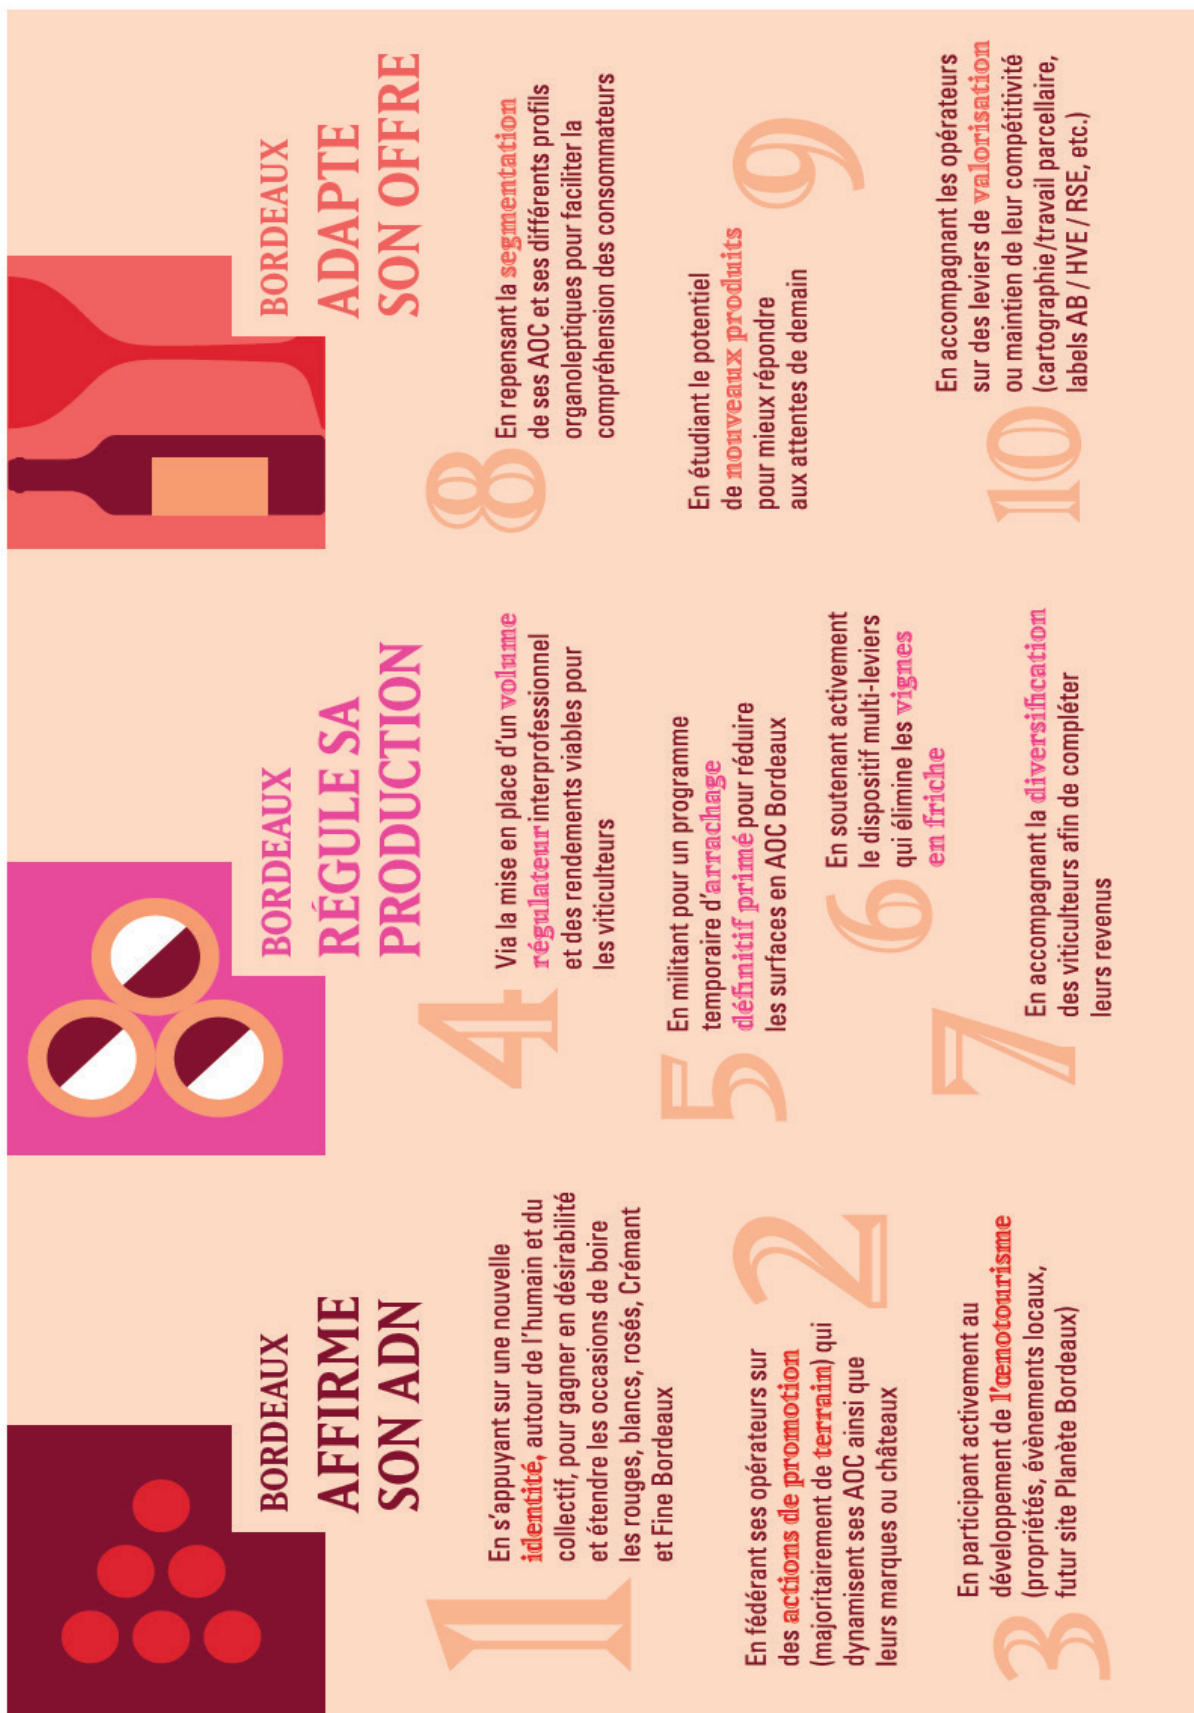 BORDEAUX
AFFIRME
SON ADN
1
En s'appuyant sur une nouvelle
identité, autour de l'humain et du
collectif, pour gagner en désirabilité
et étendre les occasions de boire
les rouges, blancs, rosés, Crémant
et Fine Bordeaux
2
En fédérant ses opérateurs sur
des actions de promotion
(majoritairement de terrain) qui
dynamisent ses AOC ainsi que
leurs marques ou châteaux
3
En participant activement au
développement de l'œnotourisme
(propriétés, évènements locaux,
futur site Planète Bordeaux)
BORDEAUX
RÉGULE SA
PRODUCTION
4
Via la mise en place d'un volume
régulateur interprofessionnel
et des rendements viables pour
les viticulteurs
5
En militant pour un programme
temporaire d'arrachage
définitif primé pour réduire
les surfaces en AOC Bordeaux
6
En soutenant activement
le dispositif multi-leviers
qui élimine les vignes
en friche
7
En accompagnant la diversification
des viticulteurs afin de compléter
leurs revenus
BORDEAUX
ADAPTE
SON OFFRE
8
En repensant la segmentation
de ses AOC et ses différents profils
organoleptiques pour faciliter la
compréhension des consommateurs
9
En étudiant le potentiel
de nouveaux produits
pour mieux répondre
aux attentes de demain
10
En accompagnant les opérateurs
sur des leviers de valorisation
ou maintien de leur compétitivité
(cartographie/travail parcellaire,
labels AB / HVE / RSE, etc.)